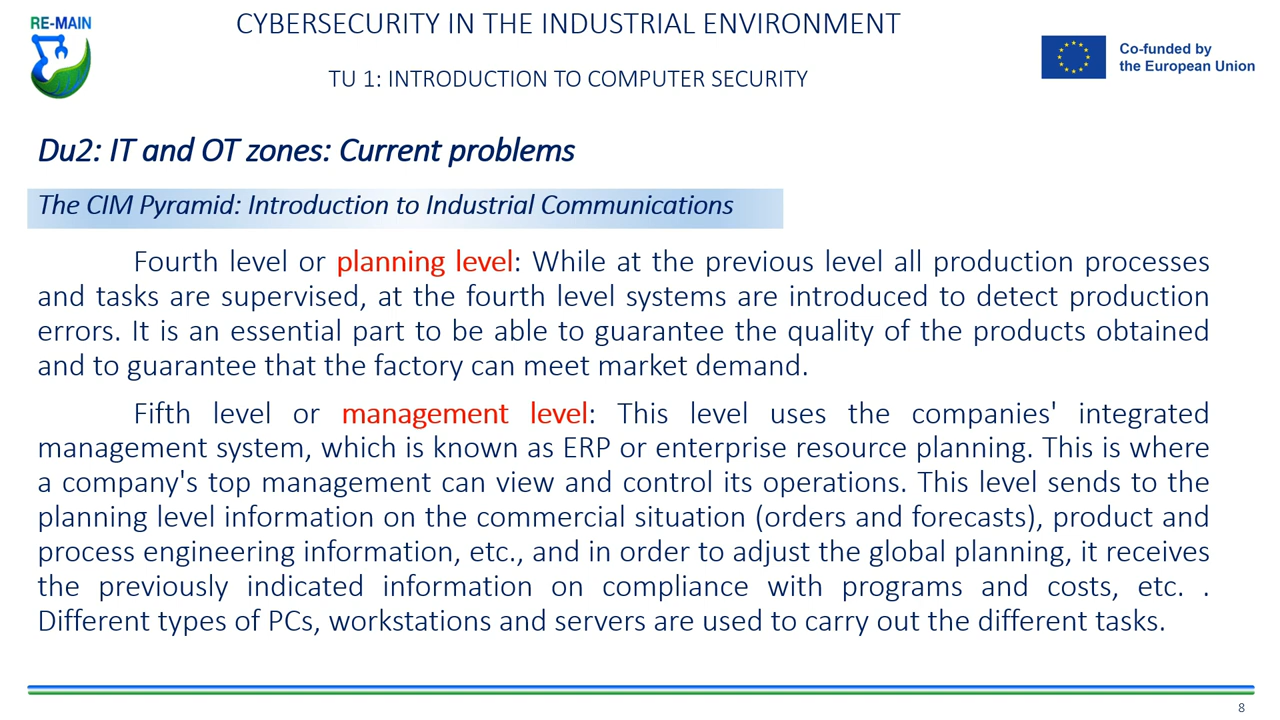 RE-MAIN
CYBERSECURITY IN THE INDUSTRIAL ENVIRONMENT
TU 1: INTRODUCTION TO COMPUTER SECURITY
Co-funded by
the European Union
Du2: IT and OT zones: Current problems
The CIM Pyramid: Introduction to Industrial Communications
Fourth level or planning level: While at the previous level all production processes
and tasks are supervised, at the fourth level systems are introduced to detect production
errors. It is an essential part to be able to guarantee the quality of the products obtained
and to guarantee that the factory can meet market demand.
Fifth level or management level: This level uses the companies' integrated
management system, which is known as ERP or enterprise resource planning. This is where
a company's top management can view and control its operations. This level sends to the
planning level information on the commercial situation (orders and forecasts), product and
process engineering information, etc., and in order to adjust the global planning, it receives
the previously indicated information on compliance with programs and costs, etc. .
Different types of PCs, workstations and servers are used to carry out the different tasks.
8